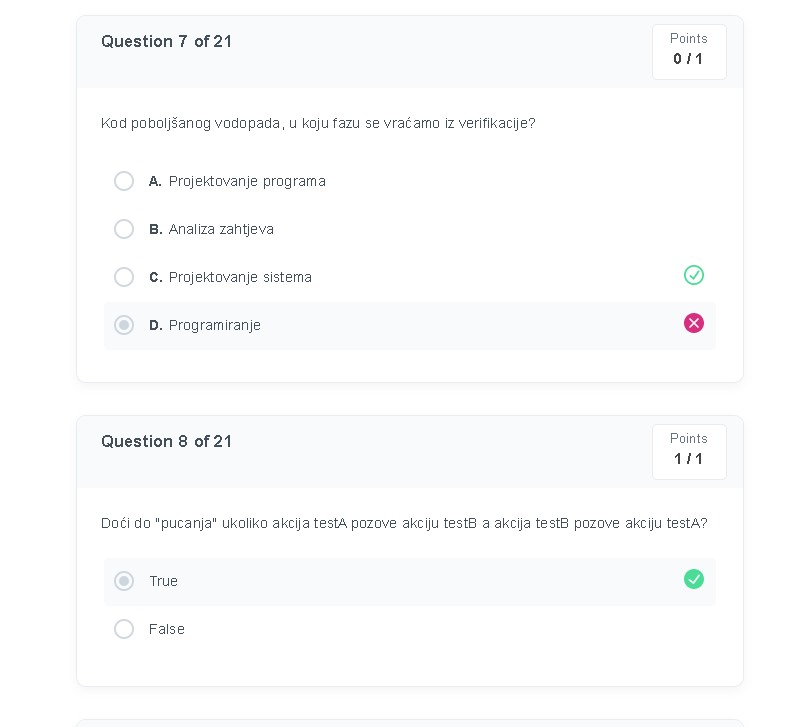 Question 7 of 21
Points
0 / 1
Kod poboljšanog vodopada, u koju fazu se vraćamo iz verifikacije?
A. Projektovanje programa
B. Analiza zahtjeva
C. Projektovanje sistema
D. Programiranje
Question 8 of 21
Points
1 / 1
Doći do "pucanja" ukoliko akcija testA pozove akciju testB a akcija testB pozove akciju testA?
True
False